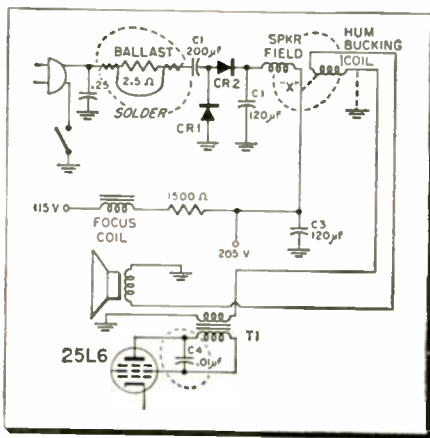 BALLAST
2.5 Ω
SOLDER
.25
C1
200µf
CR2
CR1
C1
120µf
SPKR
FIELD
"X"
HUM
BUCKING
COIL
415V
FOCUS
COIL
1500 Ω
205 V
C3
120µf
T1
25L6
C4
.01µf